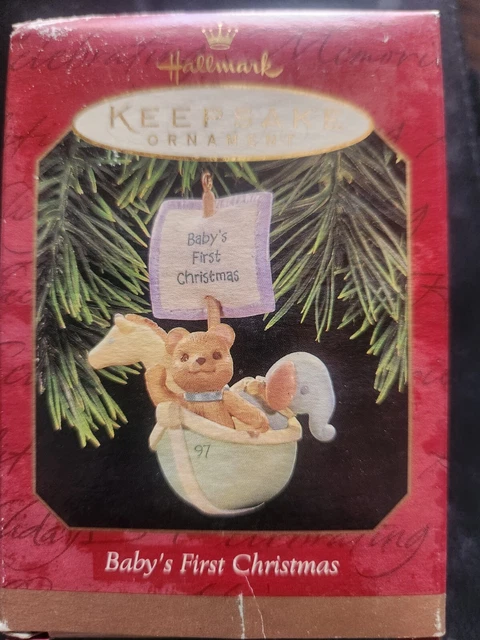 Hallmark
KEEPSAKE
ORNAMENT
Baby's
First
Christmas
97
Baby's First Christmas